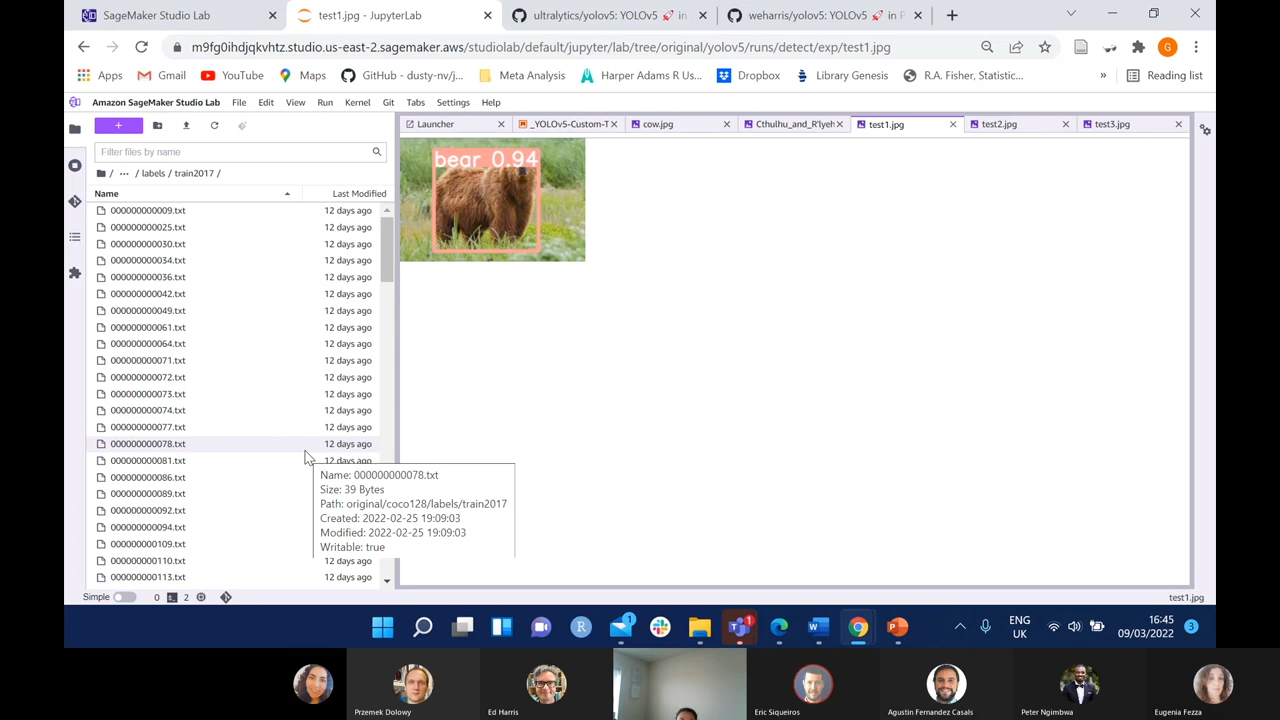 SageMaker Studio Lab
test1.jpg - JupyterLab
ultralytics/yolov5: YOLOv5 🚀 in
weharris/yolov5: YOLOv5 🚀 in P
m9fg0ihdjqkvhtz.studio.us-east-2.sagemaker.aws/studiolab/default/jupyter/lab/tree/original/yolov5/runs/detect/exp/test1.jpg
G
Apps Gmail YouTube Maps GitHub - dusty-nv/j... Meta Analysis Harper Adams R Us... Dropbox Library Genesis R.A. Fisher, Statistic... » Reading list
Amazon SageMaker Studio Lab File Edit View Run Kernel Git Tabs Settings Help
Launcher _YOLOv5-Custom-T cow.jpg Cthulhu_and_R'lyeh test1.jpg test2.jpg test3.jpg
Filter files by name
/ ... / labels / train2017 /
Name Last Modified
000000000009.txt 12 days ago
000000000025.txt 12 days ago
000000000030.txt 12 days ago
000000000034.txt 12 days ago
000000000036.txt 12 days ago
000000000042.txt 12 days ago
000000000049.txt 12 days ago
000000000061.txt 12 days ago
000000000064.txt 12 days ago
000000000071.txt 12 days ago
000000000072.txt 12 days ago
000000000073.txt 12 days ago
000000000074.txt 12 days ago
000000000077.txt 12 days ago
000000000078.txt 12 days ago
000000000081.txt 12 days ago
000000000086.txt
000000000089.txt
000000000092.txt
000000000094.txt
000000000109.txt
000000000110.txt 12 days ago
000000000113.txt 12 days ago
Name: 000000000078.txt
Size: 39 Bytes
Path: original/coco128/labels/train2017
Created: 2022-02-25 19:09:03
Modified: 2022-02-25 19:09:03
Writable: true
bear 0.94
Simple 0 2 test1.jpg
1
R
1
ENG
UK
16:45
09/03/2022
3
Przemek Dolowy
Ed Harris
Eric Siqueiros
Agustin Fernandez Casals
Peter Ngimbwa
Eugenia Fezza